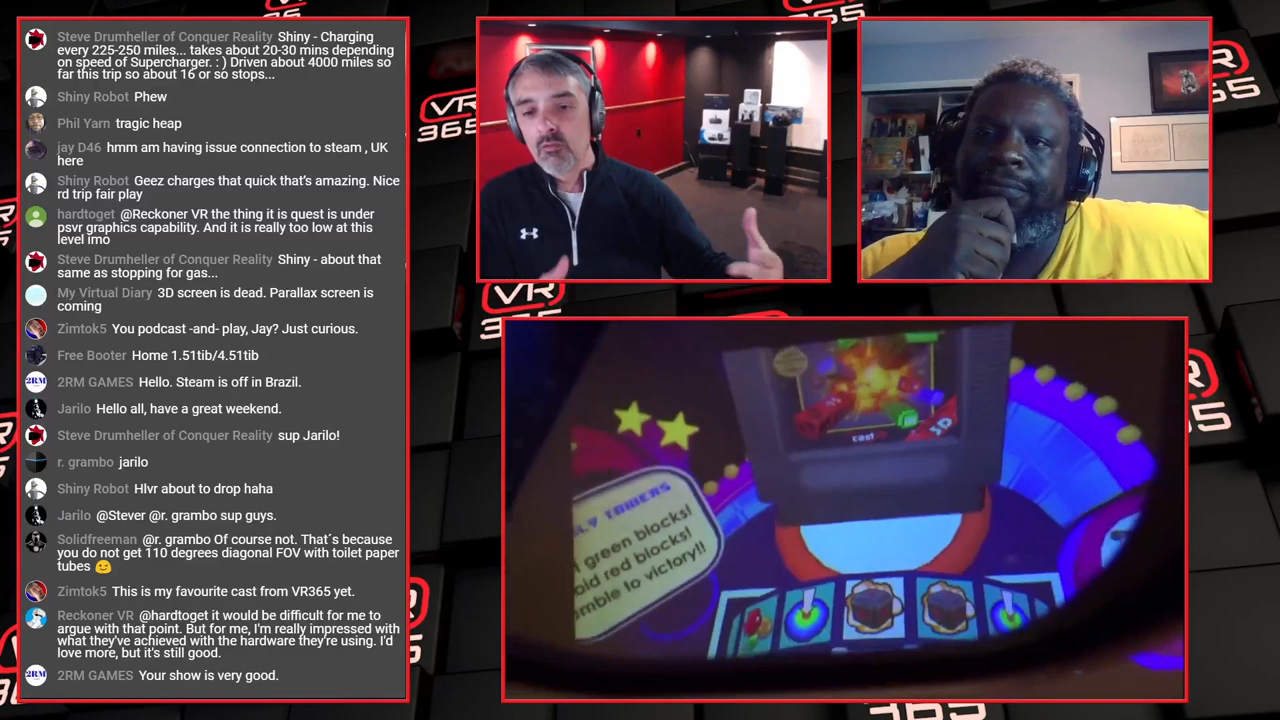 Steve Drumheller of Conquer Reality Shiny - Charging
every 225-250 miles... takes about 20-30 mins depending
on speed of Supercharger. : ) Driven about 4000 miles so
far this trip so about 16 or so stops...
Shiny Robot Phew
Phil Yarn tragic heap
jay D46 hmm am having issue connection to steam , UK
here
Shiny Robot Geez charges that quick that's amazing. Nice
rd trip fair play
hardtoget @Reckoner VR the thing it is quest is under
psvr graphics capability. And it is really too low at this
level imo
Steve Drumheller of Conquer Reality Shiny - about that
same as stopping for gas...
My Virtual Diary 3D screen is dead. Parallax screen is
coming
Zimtok5 You podcast -and- play, Jay? Just curious.
Free Booter Home 1.51tib/4.51tib
2RM GAMES Hello. Steam is off in Brazil.
Jarilo Hello all, have a great weekend.
Steve Drumheller of Conquer Reality sup Jarilo!
r. grambo jarilo
Shiny Robot Hlvr about to drop haha
Jarilo @Stever @r. grambo sup guys.
Solidfreeman @r. grambo Of course not. That´s because
you do not get 110 degrees diagonal FOV with toilet paper
tubes
Zimtok5 This is my favourite cast from VR365 yet.
Reckoner VR @hardtoget it would be difficult for me to
argue with that point. But for me, I'm really impressed with
what they've achieved with the hardware they're using. I'd
love more, but it's still good.
2RM GAMES Your show is very good.
VR
365
VR
365
cast
3D
TOWERS
green blocks!
red blocks!
to victory!!
365